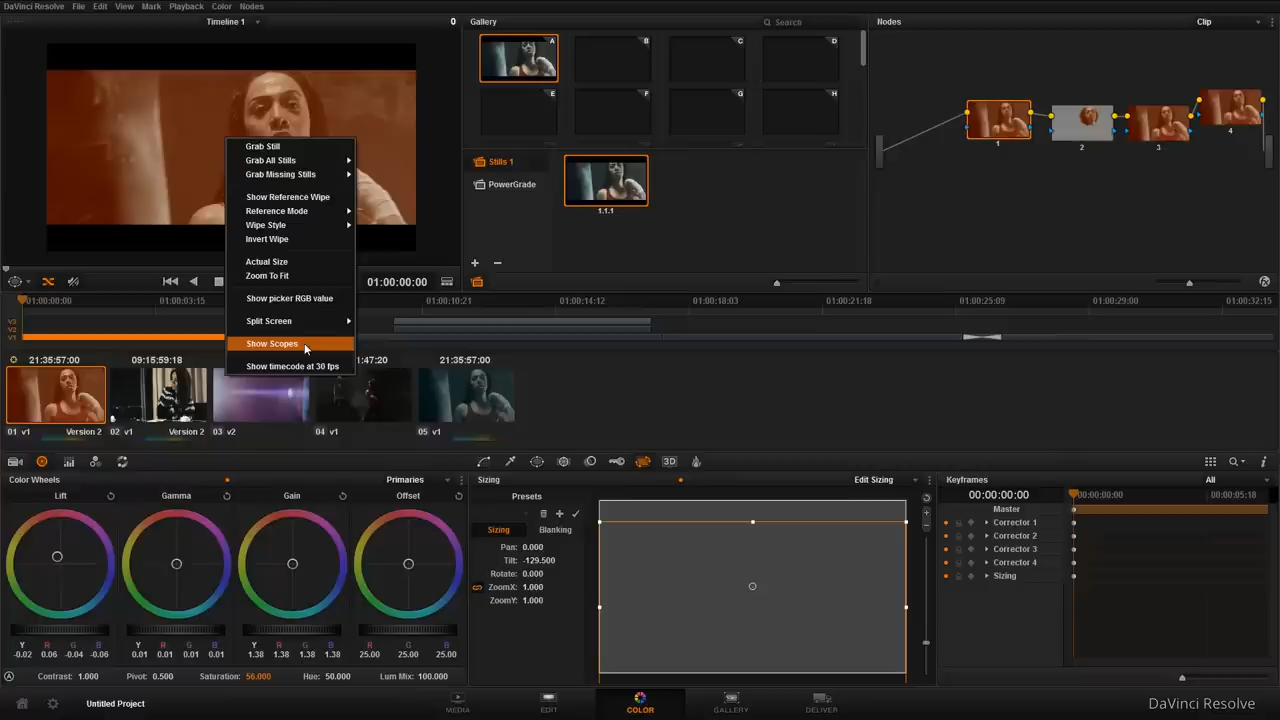 DaVinci Resolve File Edit View Mark Playback Color Nodes
Timeline 1 0 Gallery Search Nodes Clip
A B C D
E F G H
1 2 3 4
Grab Still
Grab All Stills
Grab Missing Stills
Show Reference Wipe
Reference Mode
Wipe Style
Invert Wipe
Actual Size
Zoom To Fit
Show picker RGB value
Split Screen
Show Scopes
Show timecode at 30 fps
Stills 1
PowerGrade
1.1.1
01:00:00:00
01:00:00:00 01:00:03:15 01:00:10:21 01:00:14:12 01:00:18:03 01:00:21:18 01:00:25:09 01:00:29:00 01:00:32:15
V3
V2
V1
21:35:57:00 09:15:59:18 :47:20 21:35:57:00
01 v1 Version 2 02 v1 Version 2 03 v2 04 v1 05 v1
3D
Color Wheels Primaries Sizing Edit Sizing Keyframes All
Lift Gamma Gain Offset Presets 00:00:00:00 00:00:00:00 00:00:05:18
Master
Sizing Blanking Corrector 1
Corrector 2
Pan: 0.000 Corrector 3
Tilt: -129.500 Corrector 4
Rotate: 0.000 Sizing
ZoomX: 1.000
ZoomY: 1.000
Y R G B Y R G B Y R G B R G B
-0.02 0.06 -0.04 -0.06 0.01 0.01 0.01 0.01 1.38 1.38 1.38 1.38 25.00 25.00 25.00
A Contrast: 1.000 Pivot: 0.500 Saturation: 56.000 Hue: 50.000 Lum Mix: 100.000
Untitled Project MEDIA EDIT COLOR GALLERY DELIVER DaVinci Resolve